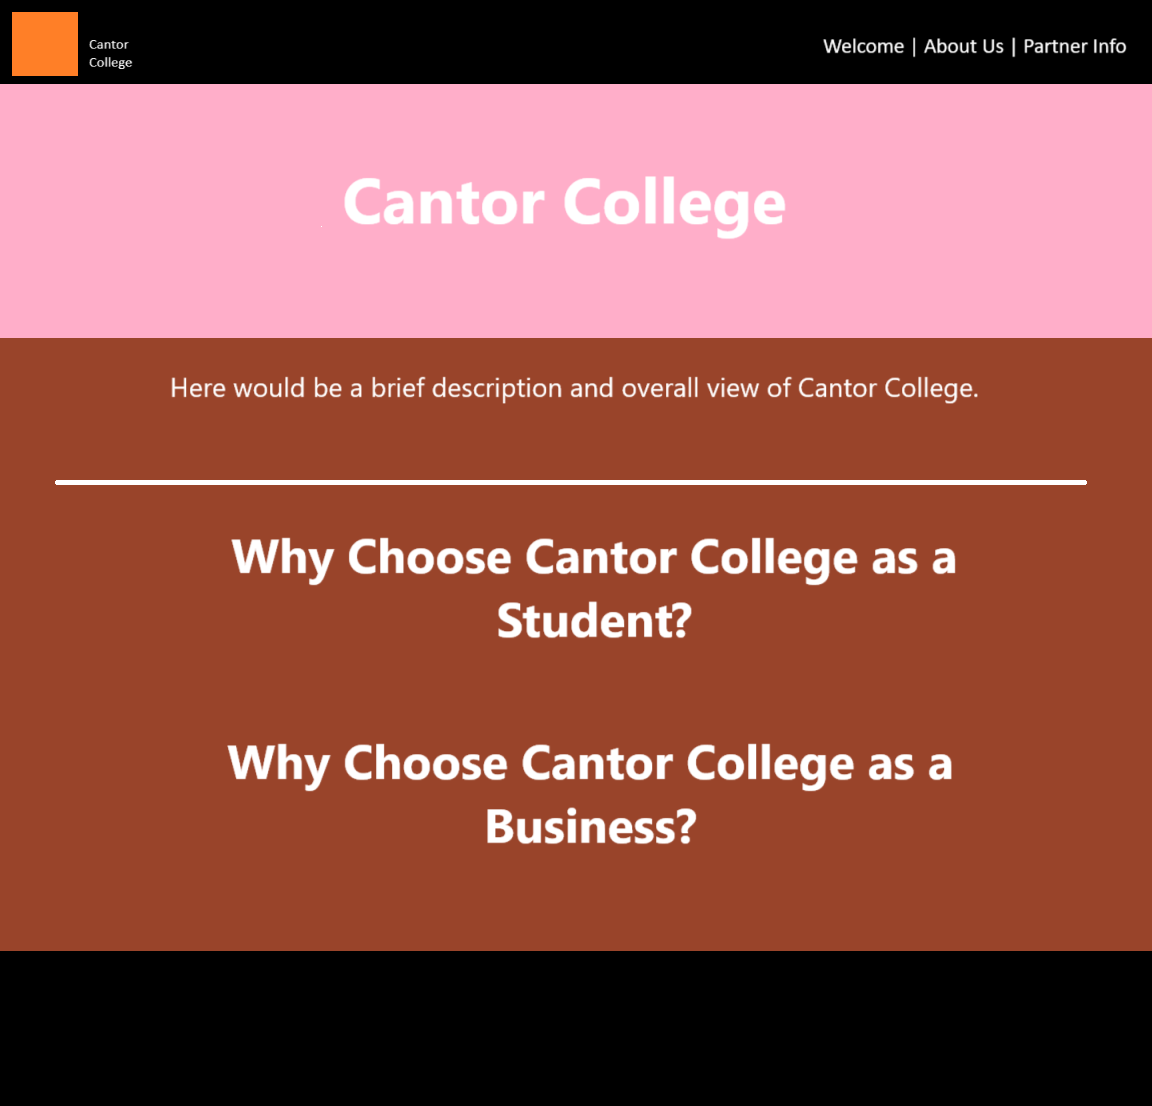 Cantor
College
Welcome | About Us | Partner Info
Cantor College
Here would be a brief description and overall view of Cantor College.
Why Choose Cantor College as a
Student?
Why Choose Cantor College as a
Business?